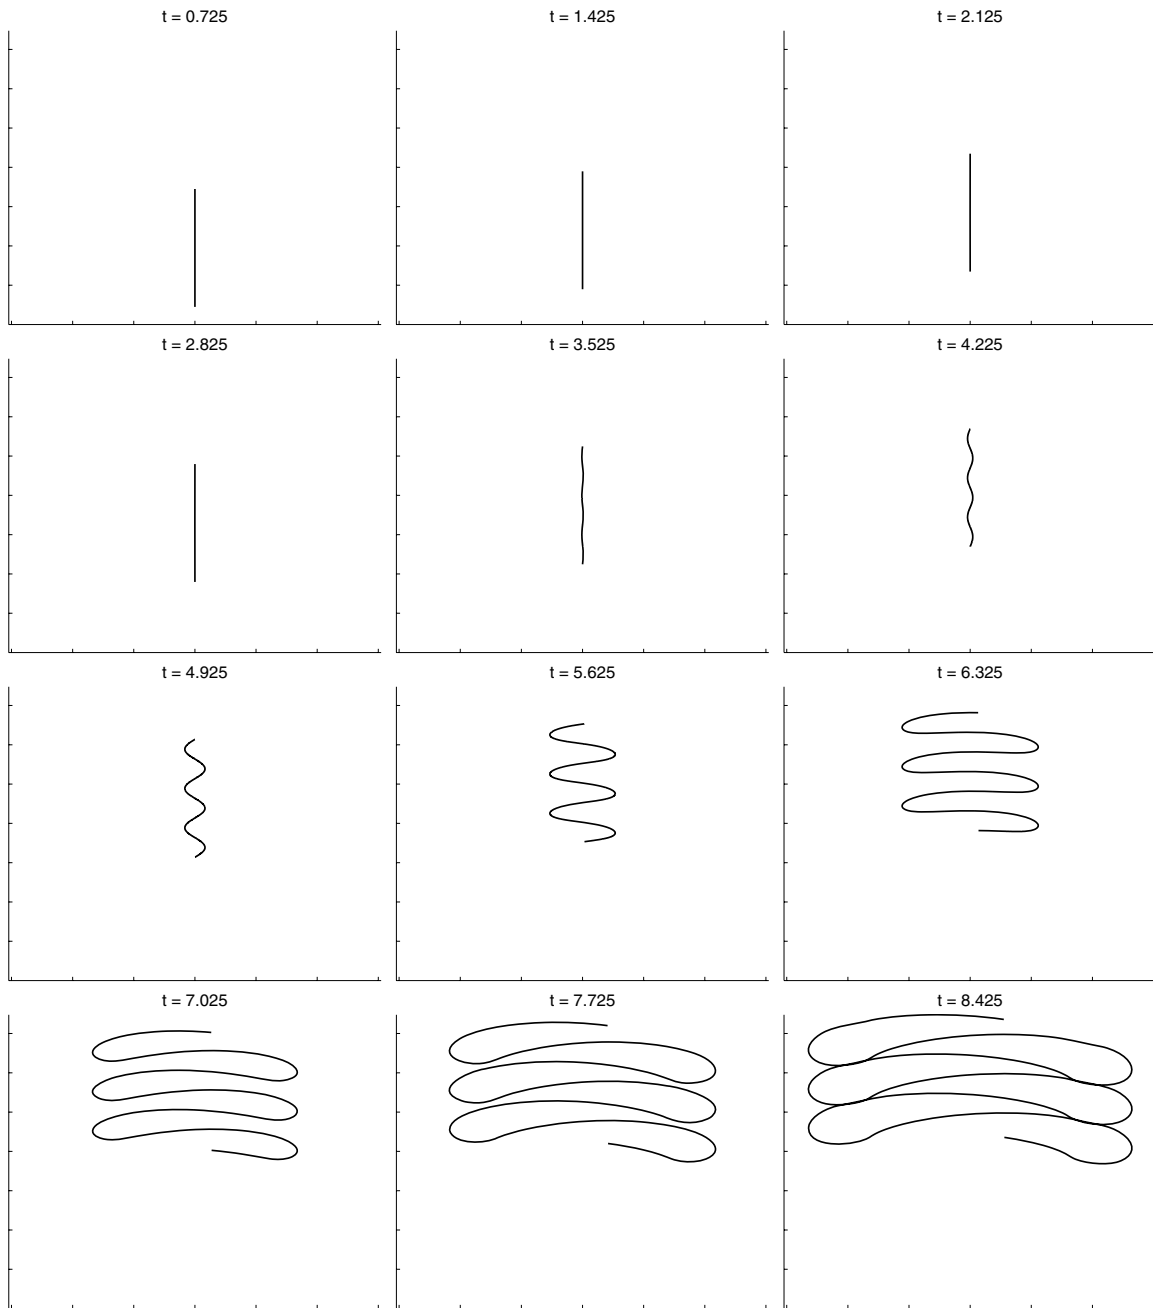 t = 0.725
t = 1.425
t = 2.125
t = 2.825
t = 3.525
t = 4.225
t = 4.925
t = 5.625
t = 6.325
t = 7.025
t = 7.725
t = 8.425